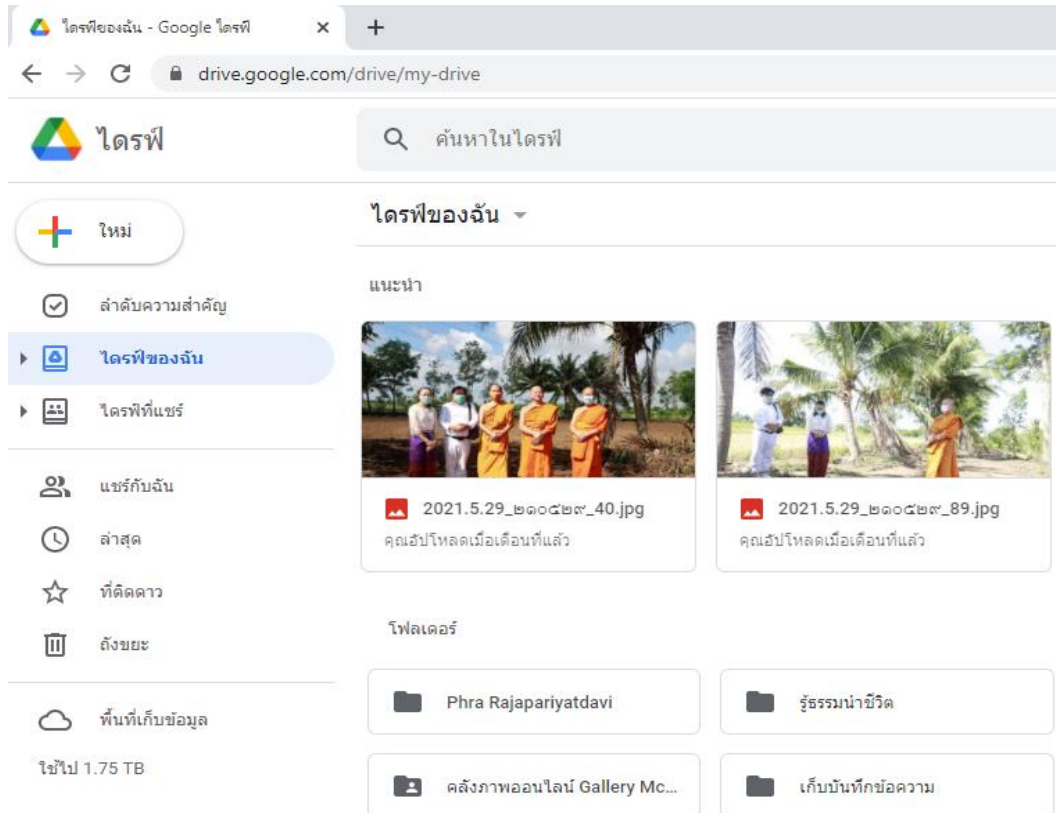 ไดรฟ์ของฉัน - Google ไดรฟ์
drive.google.com/drive/my-drive
ไดรฟ์
ค้นหาในไดรฟ์
ใหม่
ไดรฟ์ของฉัน
ลำดับความสำคัญ
ไดรฟ์ของฉัน
ไดรฟ์ที่แชร์
แชร์กับฉัน
ล่าสุด
ที่ติดดาว
ถังขยะ
พื้นที่เก็บข้อมูล
ใช้ไป 1.75 TB
แนะนำ
2021.5.29_๒๑๐๕๒๙_40.jpg
คุณอัปโหลดเมื่อเดือนที่แล้ว
2021.5.29_๒๑๐๕๒๙_89.jpg
คุณอัปโหลดเมื่อเดือนที่แล้ว
โฟลเดอร์
Phra Rajapariyatdavi
รู้ธรรมนำชีวิต
คลังภาพออนไลน์ Gallery Mc...
เก็บบันทึกข้อความ